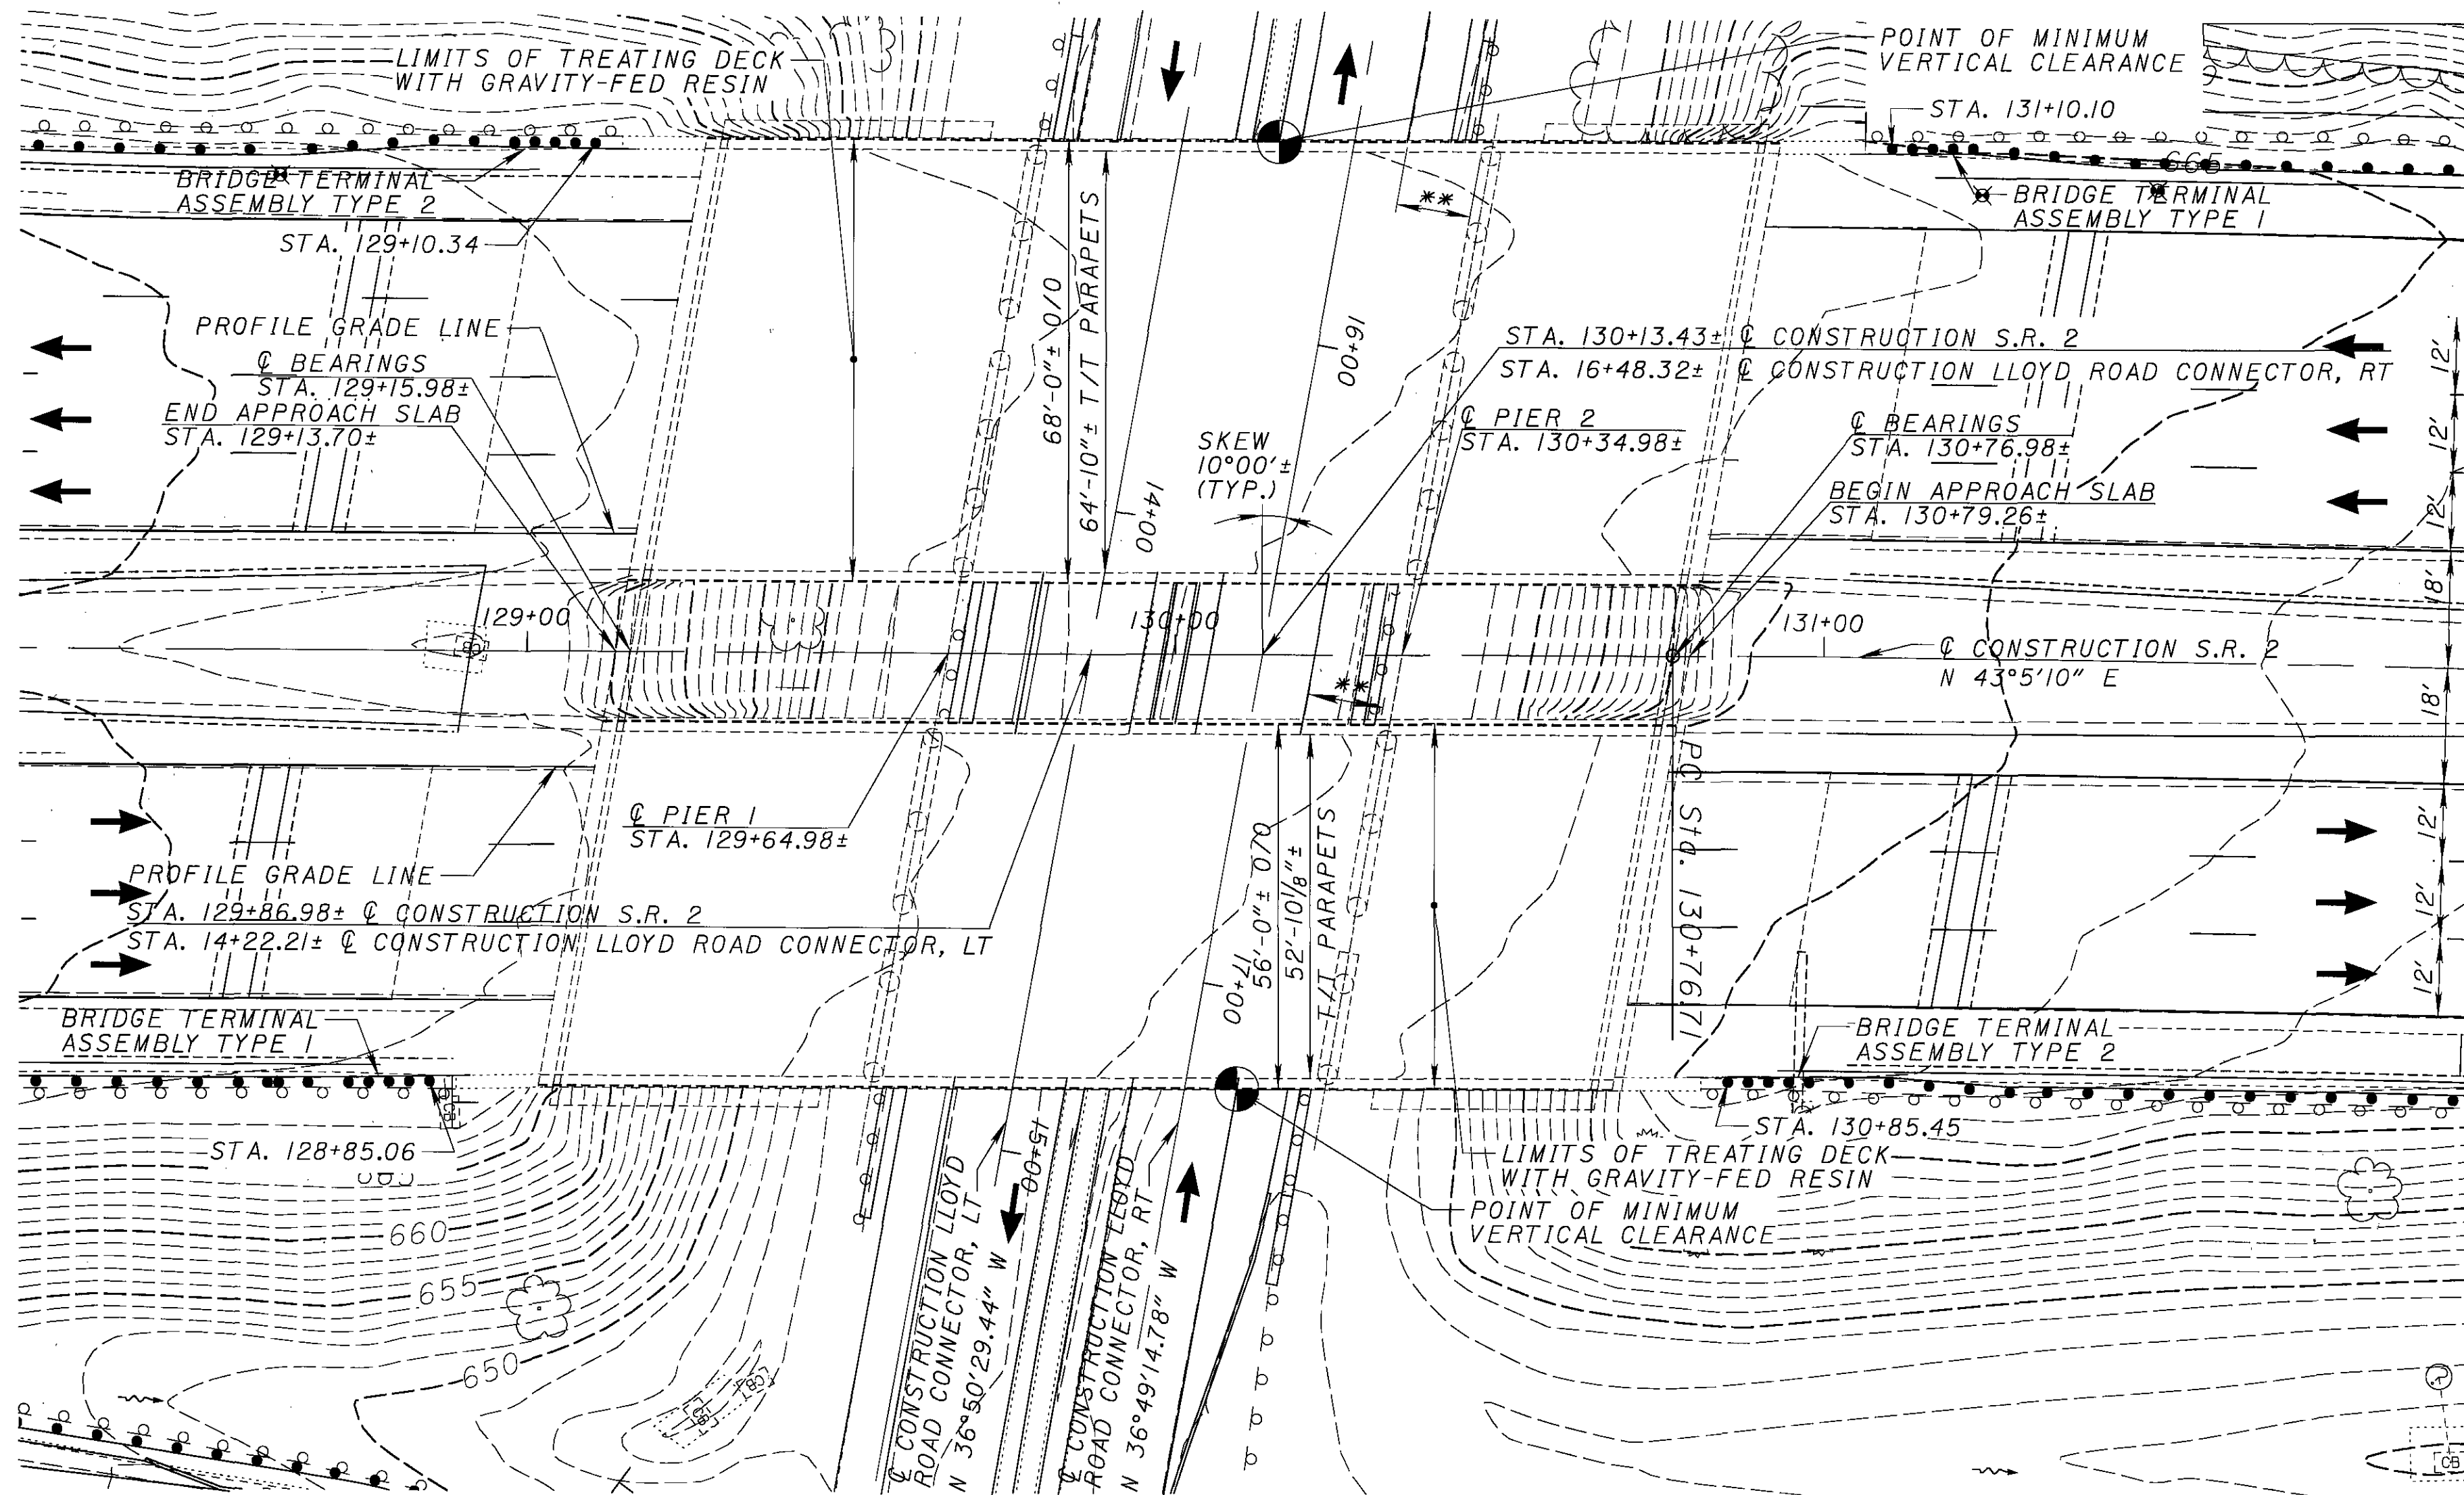 LIMITS OF TREATING DECK
WITH GRAVITY-FED RESIN
POINT OF MINIMUM
VERTICAL CLEARANCE
STA. 131+10.10
665
BRIDGE TERMINAL
ASSEMBLY TYPE 2
STA. 129+10.34
BRIDGE TERMINAL
ASSEMBLY TYPE 1
**
PROFILE GRADE LINE
℄ BEARINGS
STA. 129+15.98±
END APPROACH SLAB
STA. 129+13.70±
68'-0"± O/O
64'-10"± T/T PARAPETS
14+00
16+00
SKEW
10°00'±
(TYP.)
STA. 130+13.43± ℄ CONSTRUCTION S.R. 2
STA. 16+48.32± ℄ CONSTRUCTION LLOYD ROAD CONNECTOR, RT
℄ PIER 2
STA. 130+34.98±
℄ BEARINGS
STA. 130+76.98±
BEGIN APPROACH SLAB
STA. 130+79.26±
12'
12'
12'
18'
18'
12'
12'
12'
129+00
130+00
131+00
CB
℄ CONSTRUCTION S.R. 2
N 43°5'10" E
**
℄ PIER 1
STA. 129+64.98±
PROFILE GRADE LINE
STA. 129+86.98± ℄ CONSTRUCTION S.R. 2
STA. 14+22.21± ℄ CONSTRUCTION LLOYD ROAD CONNECTOR, LT
56'-0"± O/O
52'-10⅛"±
T/T PARAPETS
17+00
PC Sta. 130+76.71
BRIDGE TERMINAL
ASSEMBLY TYPE 1
CB
STA. 128+85.06
BRIDGE TERMINAL
ASSEMBLY TYPE 2
STA. 130+85.45
LIMITS OF TREATING DECK
WITH GRAVITY-FED RESIN
POINT OF MINIMUM
VERTICAL CLEARANCE
15+00
660
655
650
℄ CONSTRUCTION LLOYD
ROAD CONNECTOR, LT
N 36°50'29.44" W
℄ CONSTRUCTION LLOYD
ROAD CONNECTOR, RT
N 36°49'14.78" W
CB
CB
CB